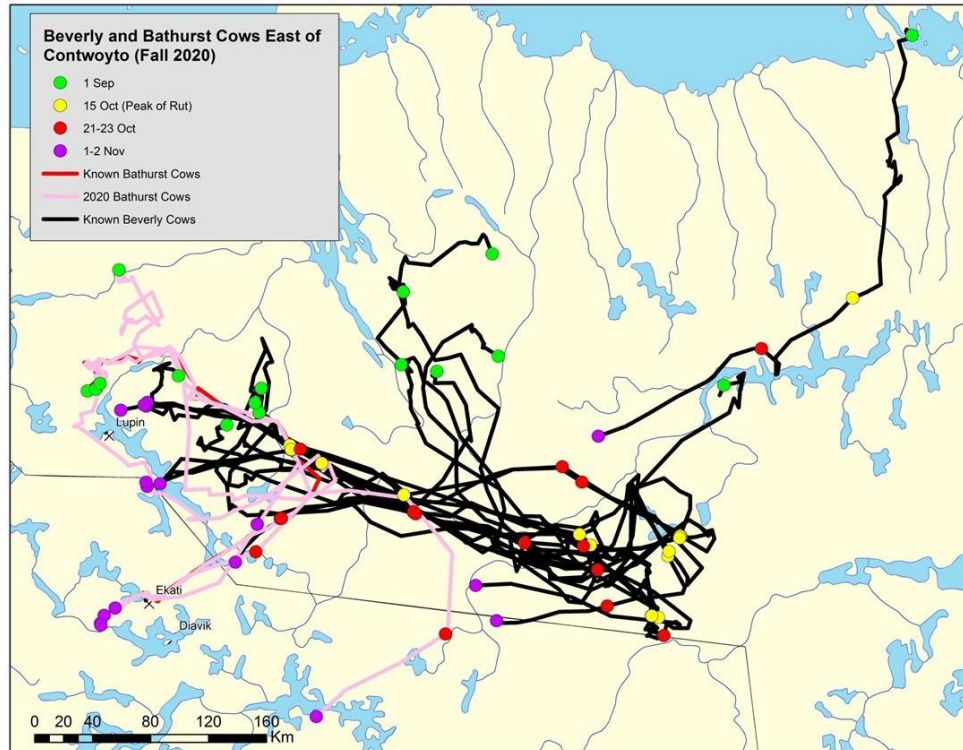 Beverly and Bathurst Cows East of
Contwoyto (Fall 2020)
1 Sep
15 Oct (Peak of Rut)
21-23 Oct
1-2 Nov
Known Bathurst Cows
2020 Bathurst Cows
Known Beverly Cows
Lupin
Ekati
Diavik
0 20 40 80 120 160
Km